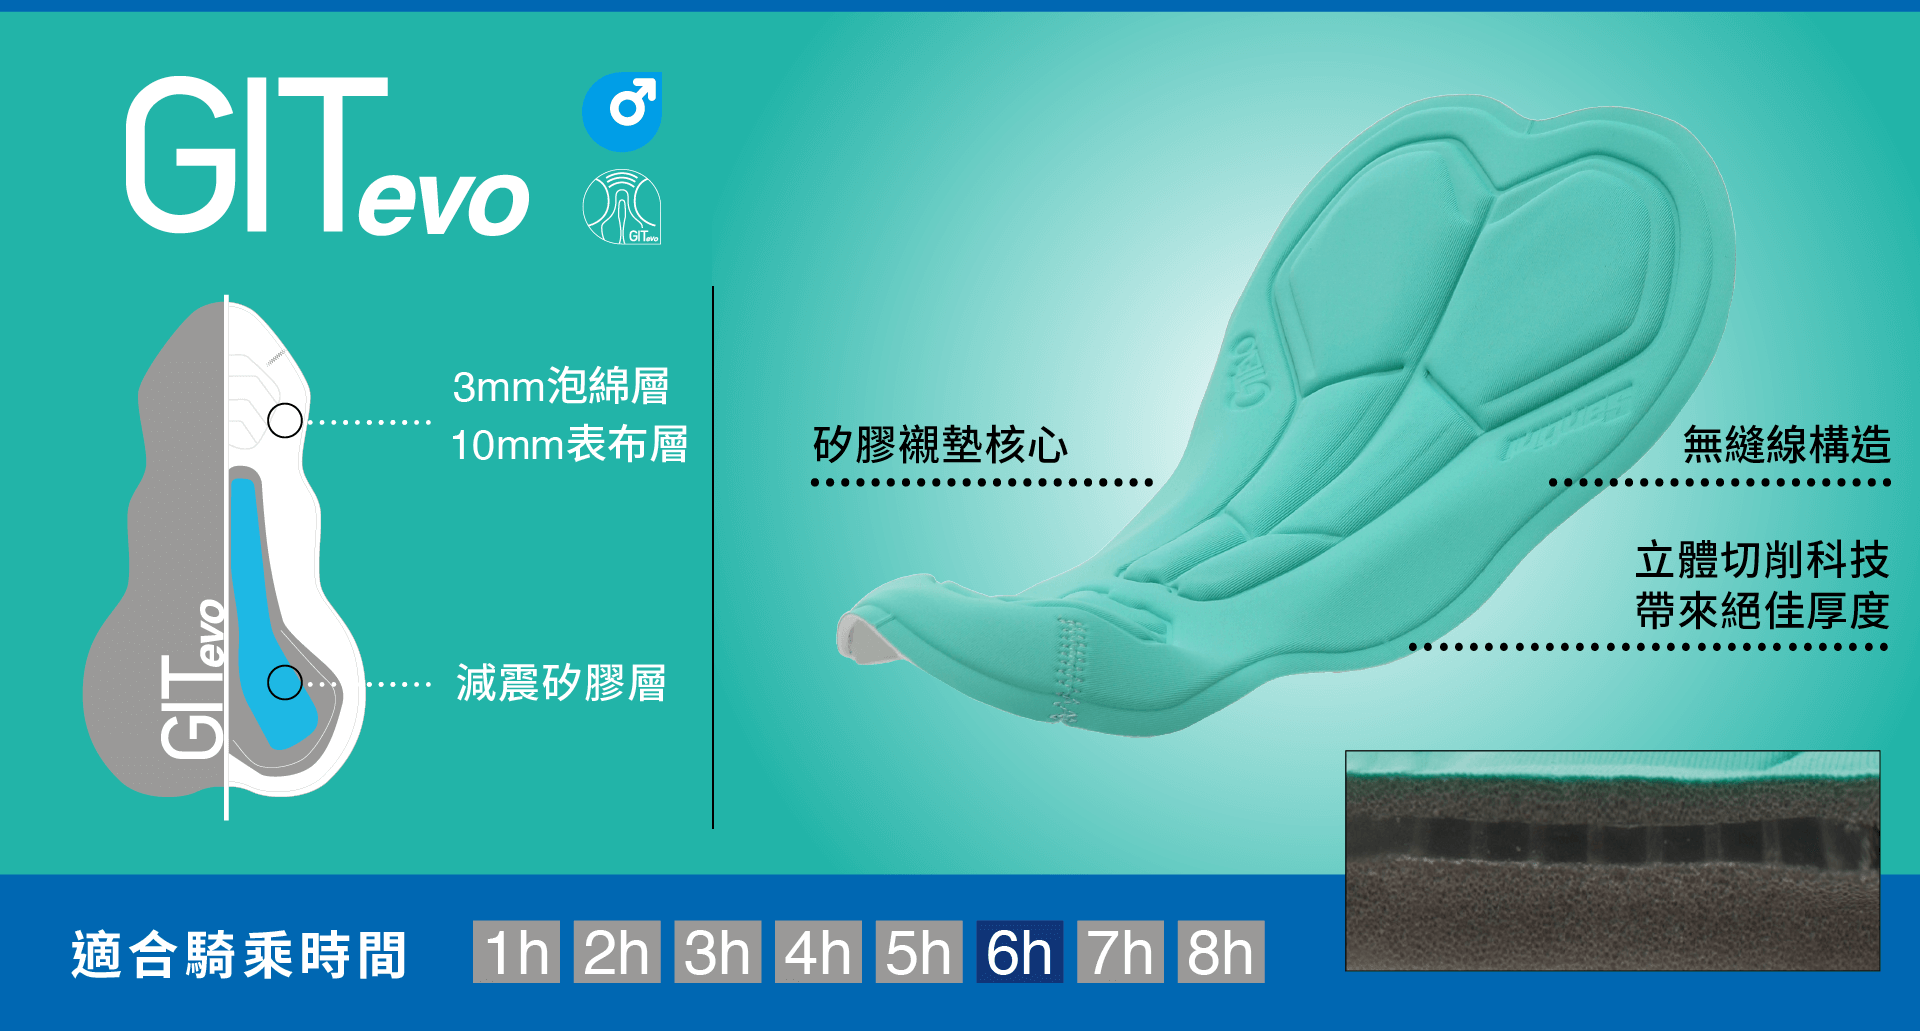 GITevo
GITevo
3mm泡綿層
10mm表布層
減震矽膠層
GITevo
矽膠襯墊核心
無縫線構造
立體切削科技
帶來絕佳厚度
適合騎乘時間
1h 2h 3h 4h 5h 6h 7h 8h